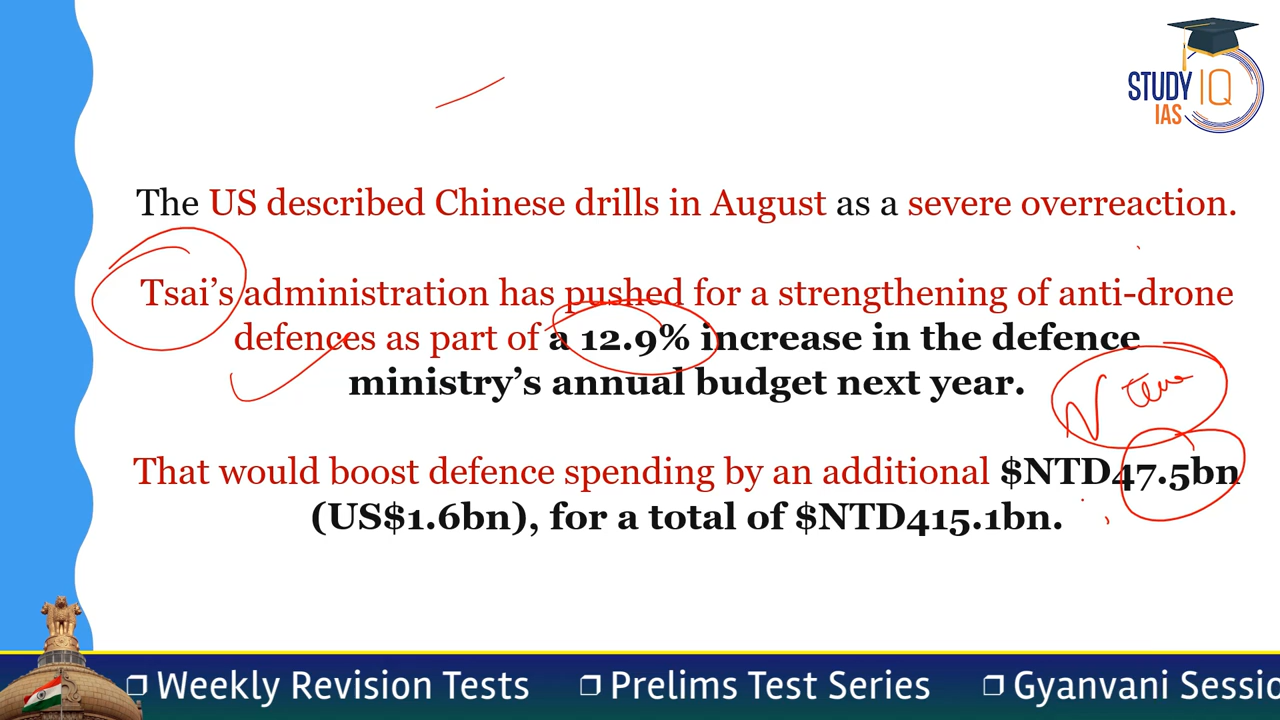 STUDY IQ
IAS
The US described Chinese drills in August as a severe overreaction.
Tsai's administration has pushed for a strengthening of anti-drone
defences as part of a 12.9% increase in the defence
ministry's annual budget next year.
That would boost defence spending by an additional $NTD47.5bn
(US$1.6bn), for a total of $NTD415.1bn.
❐ Weekly Revision Tests ❐ Prelims Test Series ❐ Gyanvani Sessio